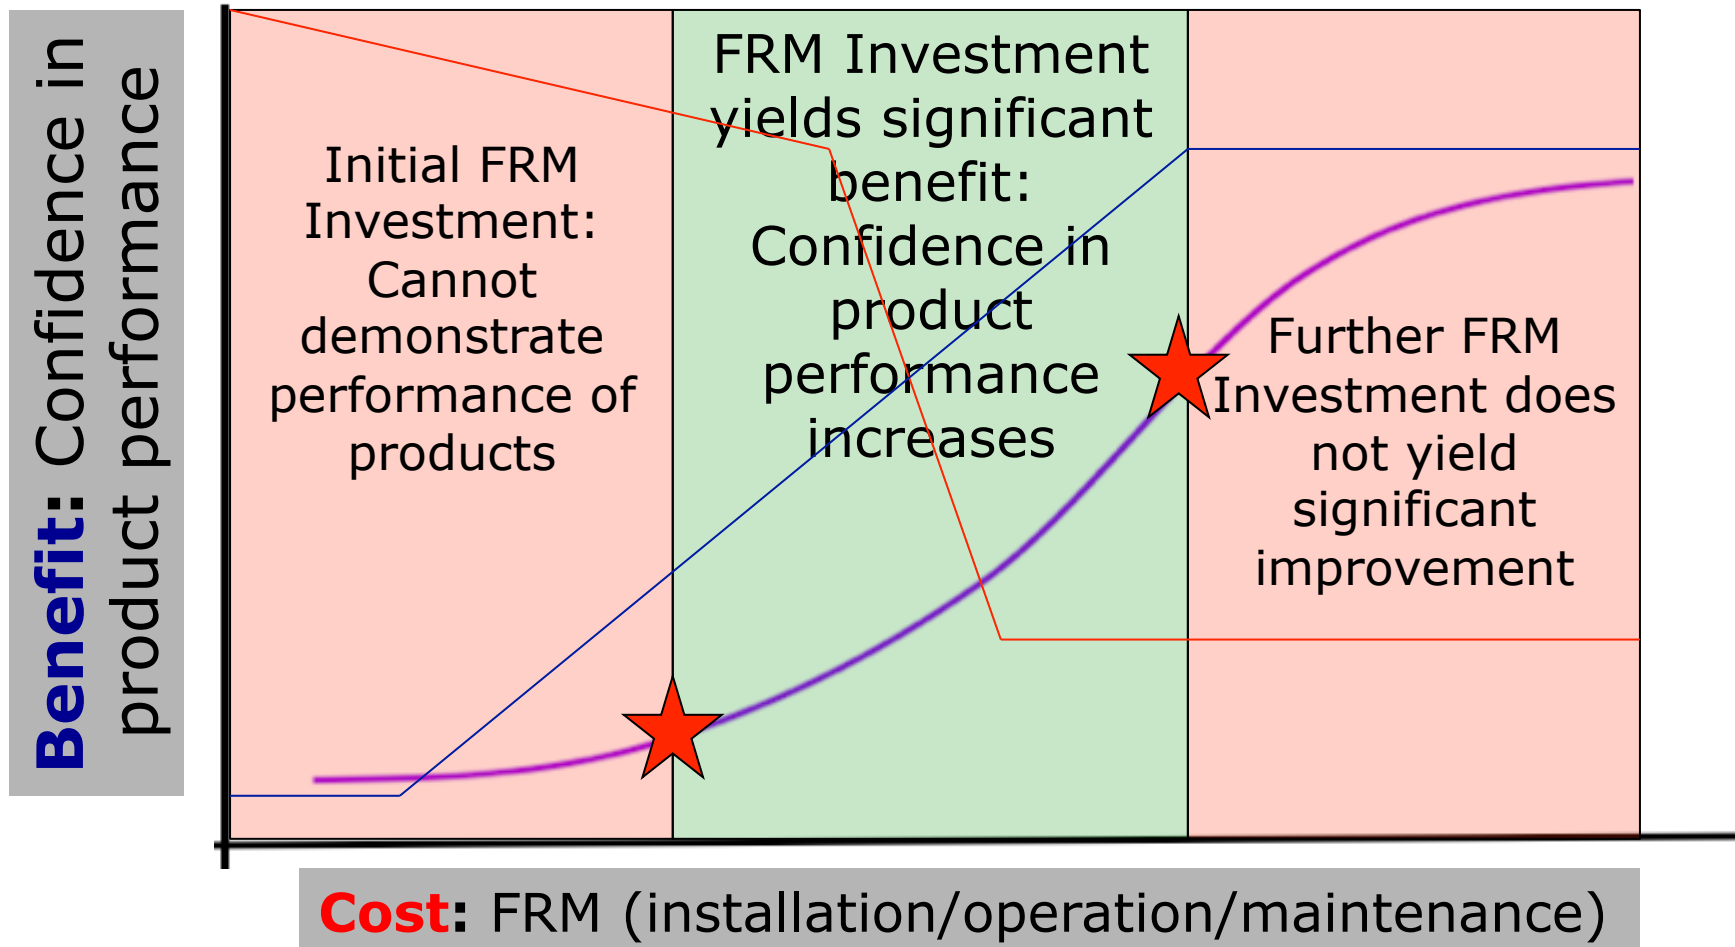 Benefit: Confidence in
product performance
Initial FRM
Investment:
Cannot
demonstrate
performance of
products
FRM Investment
yields significant
benefit:
Confidence in
product
performance
increases
Further FRM
Investment does
not yield
significant
improvement
Cost: FRM (installation/operation/maintenance)